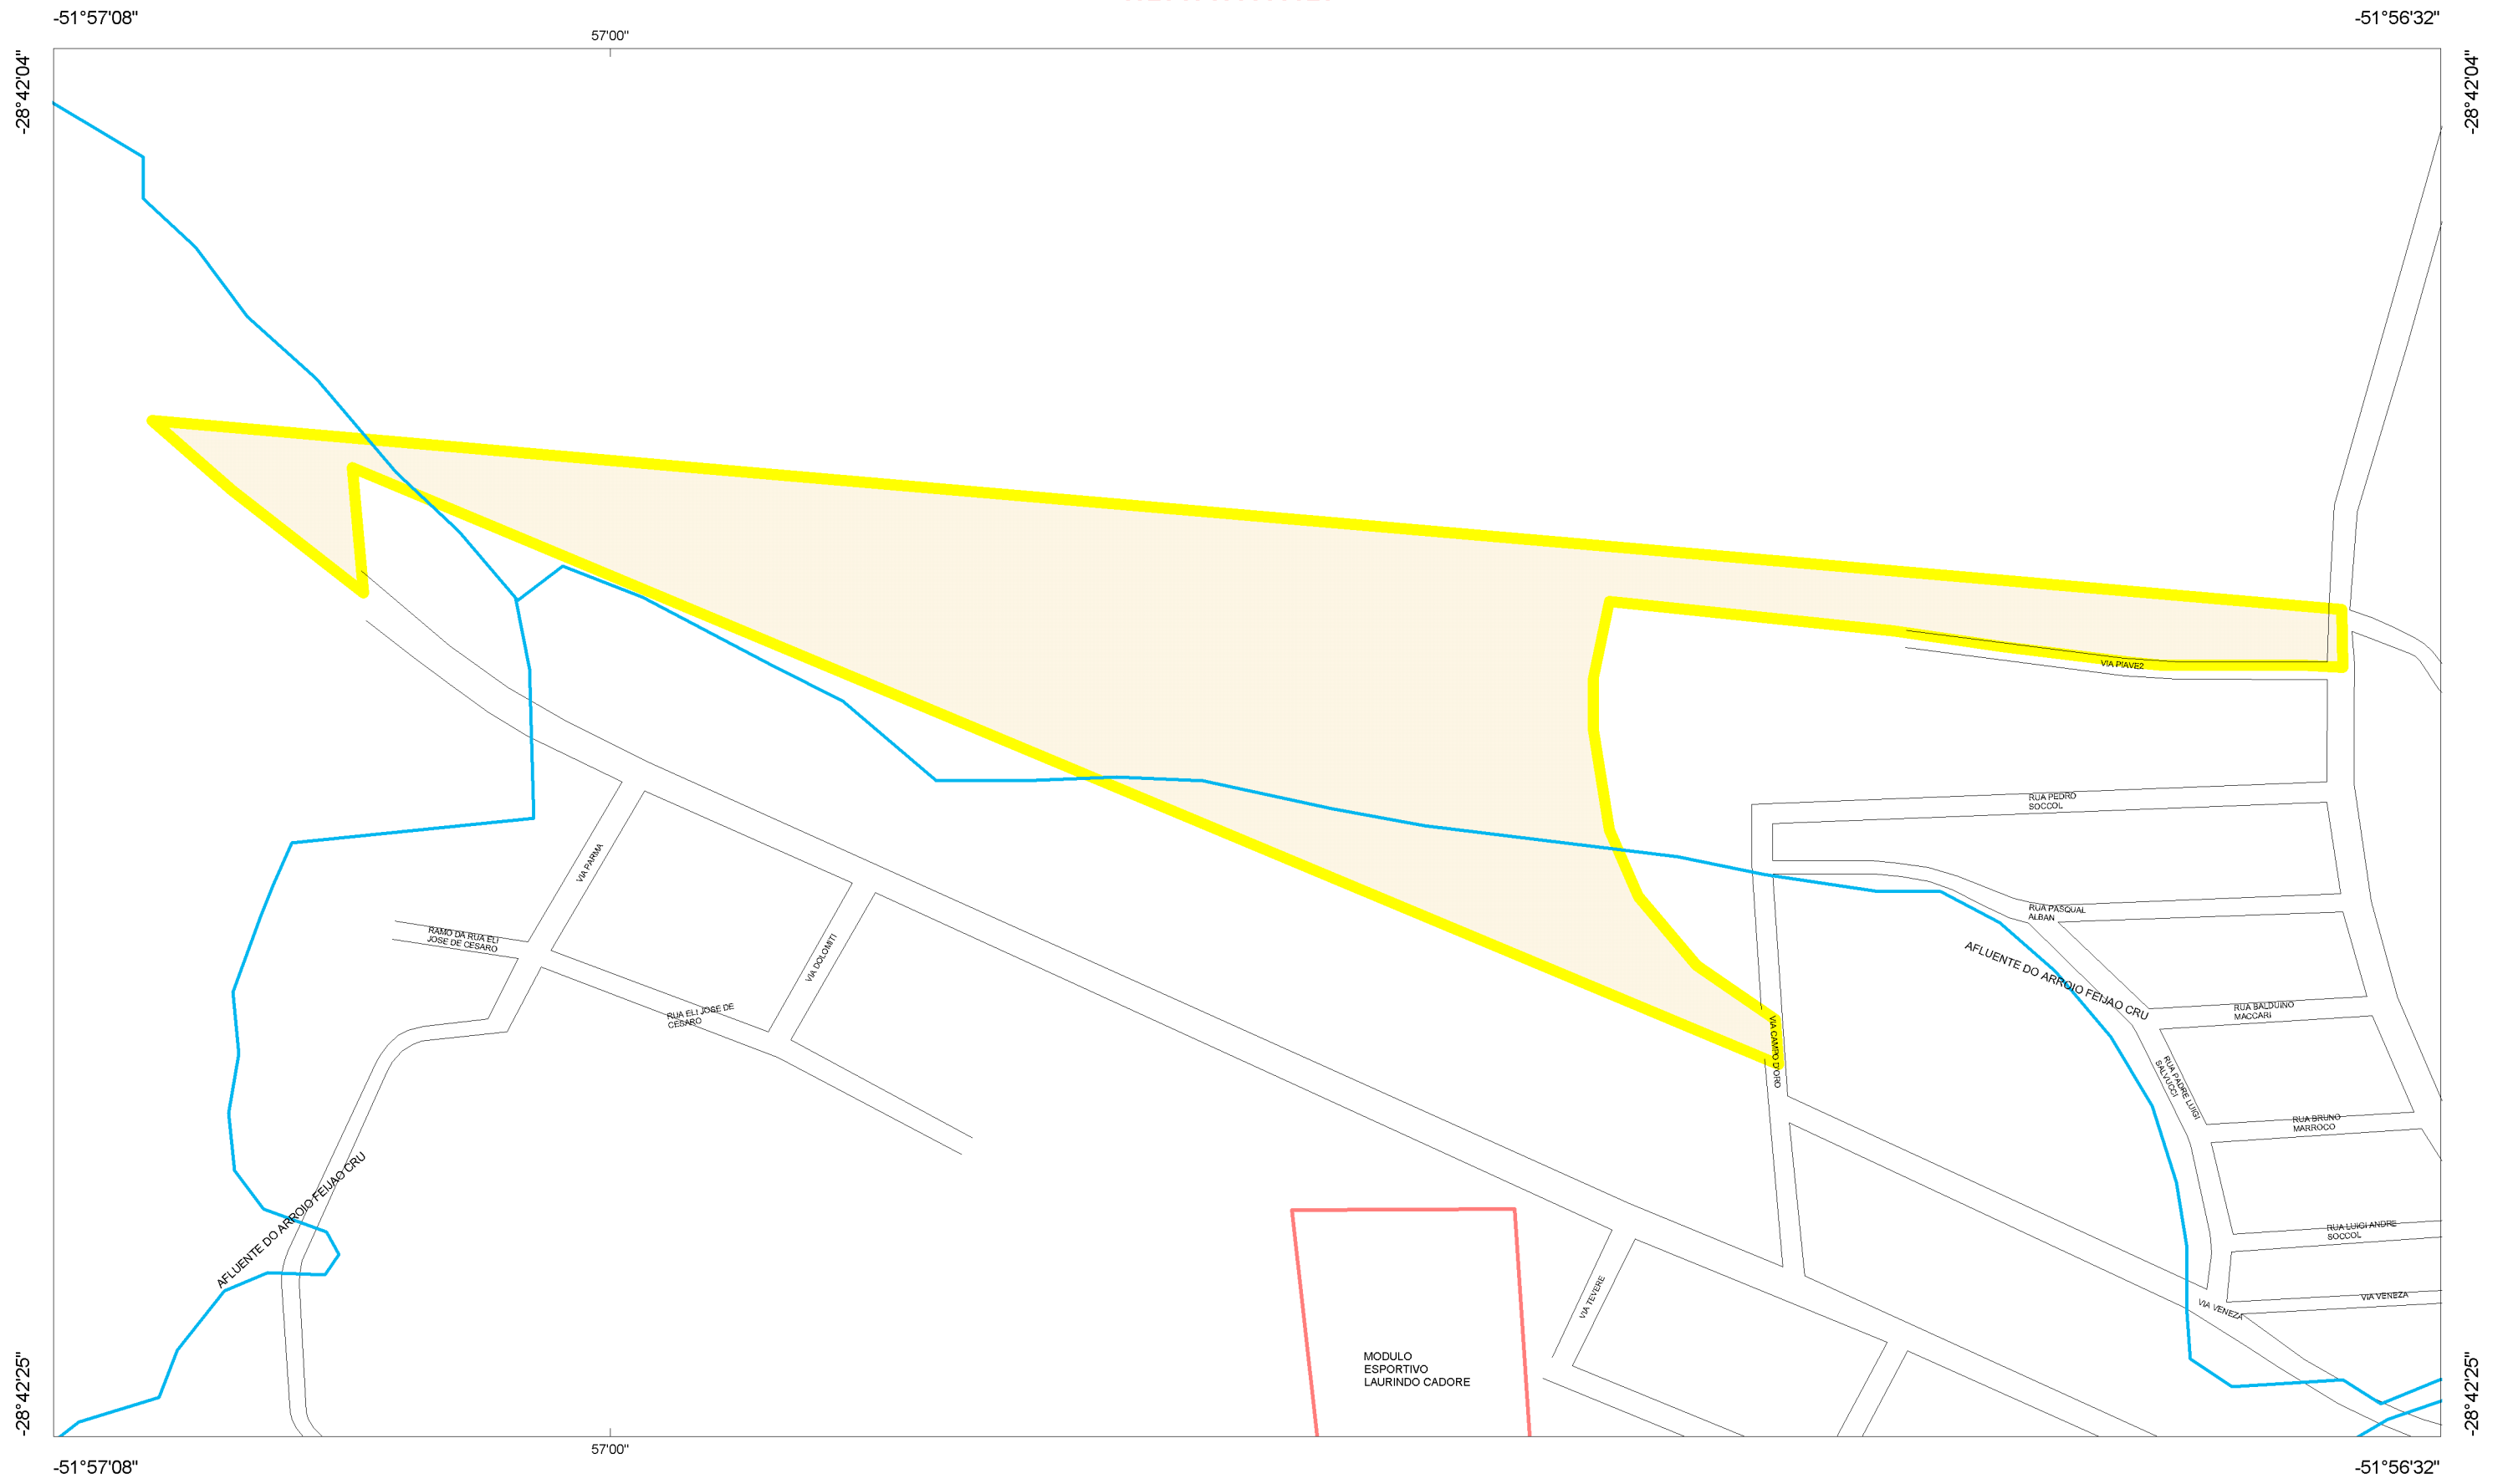 -51°57'08"
-51°56'32"
57'00"
-28°42'04"
-28°42'04"
VIA PIAVE2
RUA PEDRO
SOCCOL
VIA PARMA
RUA PASQUAL
ALBAN
RAMO DA RUA ELI
JOSE DE CESARO
VIA DOLOMITI
AFLUENTE DO ARROIO FEIJAO CRU
RUA ELI JOSE DE
CESARO
RUA BALDUINO
MACCARI
VIA CAMPO D'ORO
RUA PADRE LUIGI
SALVUCCI
RUA BRUNO
MARROCO
AFLUENTE DO ARROIO FEIJAO CRU
RUA LUIGI ANDRE
SOCCOL
VIA TEVERE
VIA VENEZA
VIA VENEZA
MODULO
ESPORTIVO
LAURINDO CADORE
-28°42'25"
-28°42'25"
57'00"
-51°57'08"
-51°56'32"